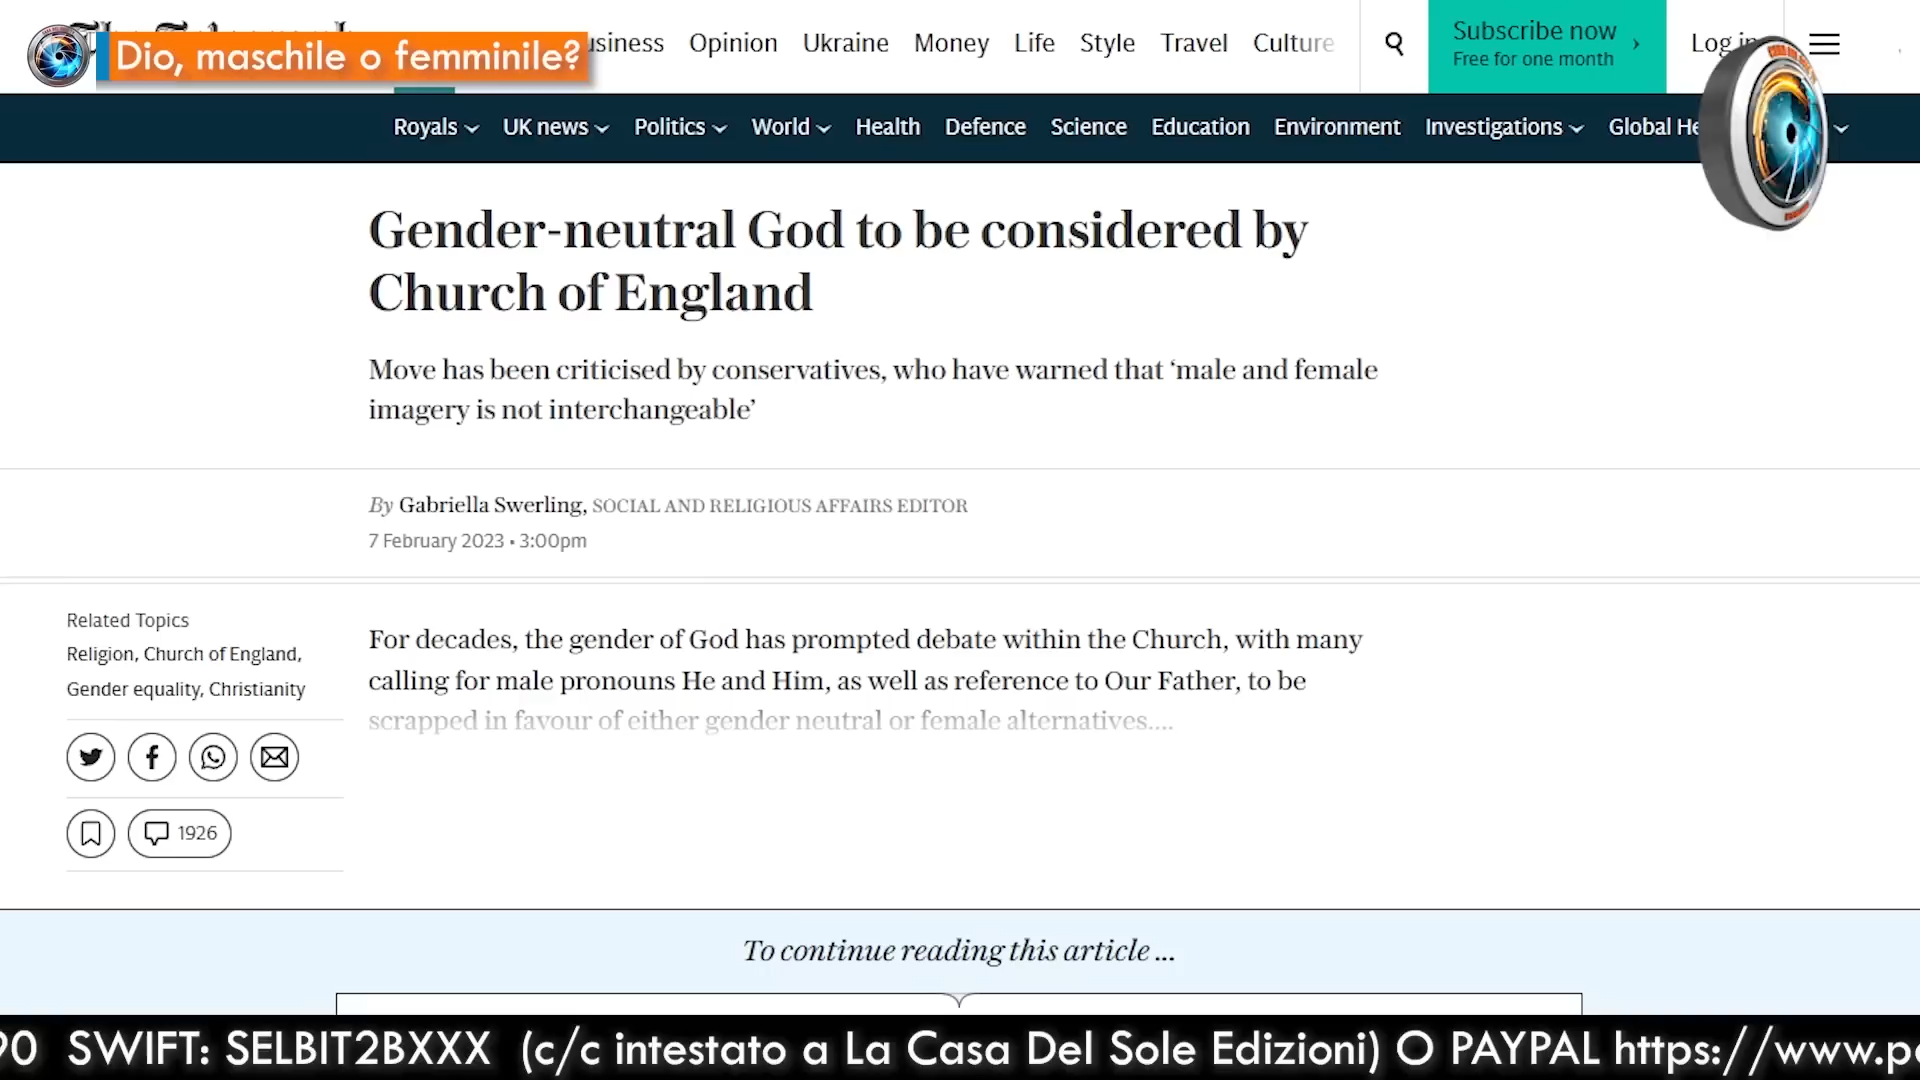 Dio, maschile o femminile?
usiness Opinion Ukraine Money Life Style Travel Culture
Subscribe now
Free for one month
Log in
Royals UK news Politics World Health Defence Science Education Environment Investigations Global He
Gender-neutral God to be considered by
Church of England
Move has been criticised by conservatives, who have warned that ‘male and female
imagery is not interchangeable’
By Gabriella Swerling, SOCIAL AND RELIGIOUS AFFAIRS EDITOR
7 February 2023 • 3:00pm
Related Topics
Religion, Church of England,
Gender equality, Christianity
For decades, the gender of God has prompted debate within the Church, with many
calling for male pronouns He and Him, as well as reference to Our Father, to be
scrapped in favour of either gender neutral or female alternatives....
1926
To continue reading this article ...
90 SWIFT: SELBIT2BXXX (c/c intestato a La Casa Del Sole Edizioni) O PAYPAL https://www.pa